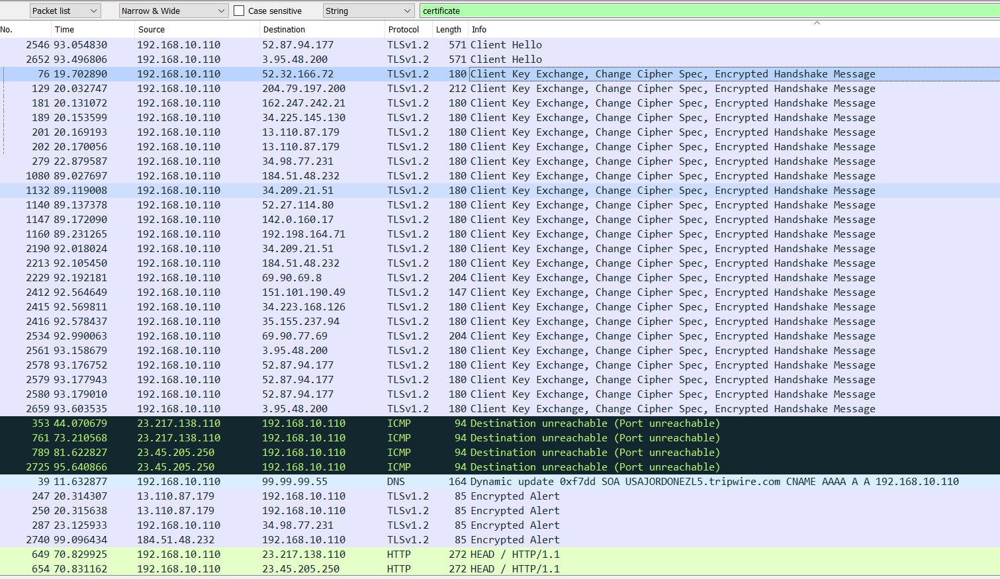 Packet list Narrow & Wide Case sensitive String certificate
No. Time Source Destination Protocol Length Info
2546 93.054830 192.168.10.110 52.87.94.177 TLSv1.2 571 Client Hello
2652 93.496806 192.168.10.110 3.95.48.200 TLSv1.2 571 Client Hello
76 19.702890 192.168.10.110 52.32.166.72 TLSv1.2 180 Client Key Exchange, Change Cipher Spec, Encrypted Handshake Message
129 20.032747 192.168.10.110 204.79.197.200 TLSv1.2 212 Client Key Exchange, Change Cipher Spec, Encrypted Handshake Message
181 20.131072 192.168.10.110 162.247.242.21 TLSv1.2 180 Client Key Exchange, Change Cipher Spec, Encrypted Handshake Message
189 20.153599 192.168.10.110 34.225.145.130 TLSv1.2 180 Client Key Exchange, Change Cipher Spec, Encrypted Handshake Message
201 20.169193 192.168.10.110 13.110.87.179 TLSv1.2 180 Client Key Exchange, Change Cipher Spec, Encrypted Handshake Message
202 20.170056 192.168.10.110 13.110.87.179 TLSv1.2 180 Client Key Exchange, Change Cipher Spec, Encrypted Handshake Message
279 22.879587 192.168.10.110 34.98.77.231 TLSv1.2 180 Client Key Exchange, Change Cipher Spec, Encrypted Handshake Message
1080 89.027697 192.168.10.110 184.51.48.232 TLSv1.2 180 Client Key Exchange, Change Cipher Spec, Encrypted Handshake Message
1132 89.119008 192.168.10.110 34.209.21.51 TLSv1.2 180 Client Key Exchange, Change Cipher Spec, Encrypted Handshake Message
1140 89.137378 192.168.10.110 52.27.114.80 TLSv1.2 180 Client Key Exchange, Change Cipher Spec, Encrypted Handshake Message
1147 89.172090 192.168.10.110 142.0.160.17 TLSv1.2 180 Client Key Exchange, Change Cipher Spec, Encrypted Handshake Message
1160 89.231265 192.168.10.110 192.198.164.71 TLSv1.2 180 Client Key Exchange, Change Cipher Spec, Encrypted Handshake Message
2190 92.018024 192.168.10.110 34.209.21.51 TLSv1.2 180 Client Key Exchange, Change Cipher Spec, Encrypted Handshake Message
2213 92.105450 192.168.10.110 184.51.48.232 TLSv1.2 180 Client Key Exchange, Change Cipher Spec, Encrypted Handshake Message
2229 92.192181 192.168.10.110 69.90.69.8 TLSv1.2 204 Client Key Exchange, Change Cipher Spec, Encrypted Handshake Message
2412 92.564649 192.168.10.110 151.101.190.49 TLSv1.2 147 Client Key Exchange, Change Cipher Spec, Encrypted Handshake Message
2415 92.569811 192.168.10.110 34.223.168.126 TLSv1.2 180 Client Key Exchange, Change Cipher Spec, Encrypted Handshake Message
2416 92.578437 192.168.10.110 35.155.237.94 TLSv1.2 180 Client Key Exchange, Change Cipher Spec, Encrypted Handshake Message
2534 92.990063 192.168.10.110 69.90.77.69 TLSv1.2 204 Client Key Exchange, Change Cipher Spec, Encrypted Handshake Message
2561 93.158679 192.168.10.110 3.95.48.200 TLSv1.2 180 Client Key Exchange, Change Cipher Spec, Encrypted Handshake Message
2578 93.176752 192.168.10.110 52.87.94.177 TLSv1.2 180 Client Key Exchange, Change Cipher Spec, Encrypted Handshake Message
2579 93.177943 192.168.10.110 52.87.94.177 TLSv1.2 180 Client Key Exchange, Change Cipher Spec, Encrypted Handshake Message
2580 93.179010 192.168.10.110 52.87.94.177 TLSv1.2 180 Client Key Exchange, Change Cipher Spec, Encrypted Handshake Message
2659 93.603535 192.168.10.110 3.95.48.200 TLSv1.2 180 Client Key Exchange, Change Cipher Spec, Encrypted Handshake Message
353 44.070679 23.217.138.110 192.168.10.110 ICMP 94 Destination unreachable (Port unreachable)
761 73.210568 23.217.138.110 192.168.10.110 ICMP 94 Destination unreachable (Port unreachable)
789 81.622827 23.45.205.250 192.168.10.110 ICMP 94 Destination unreachable (Port unreachable)
2725 95.640866 23.45.205.250 192.168.10.110 ICMP 94 Destination unreachable (Port unreachable)
39 11.632877 192.168.10.110 99.99.99.55 DNS 164 Dynamic update 0xf7dd SOA USAJORDONEZL5.tripwire.com CNAME AAAA A A 192.168.10.110
247 20.314307 13.110.87.179 192.168.10.110 TLSv1.2 85 Encrypted Alert
250 20.315638 13.110.87.179 192.168.10.110 TLSv1.2 85 Encrypted Alert
287 23.125933 192.168.10.110 34.98.77.231 TLSv1.2 85 Encrypted Alert
2740 99.096434 184.51.48.232 192.168.10.110 TLSv1.2 85 Encrypted Alert
649 70.829925 192.168.10.110 23.217.138.110 HTTP 272 HEAD / HTTP/1.1
654 70.831162 192.168.10.110 23.45.205.250 HTTP 272 HEAD / HTTP/1.1